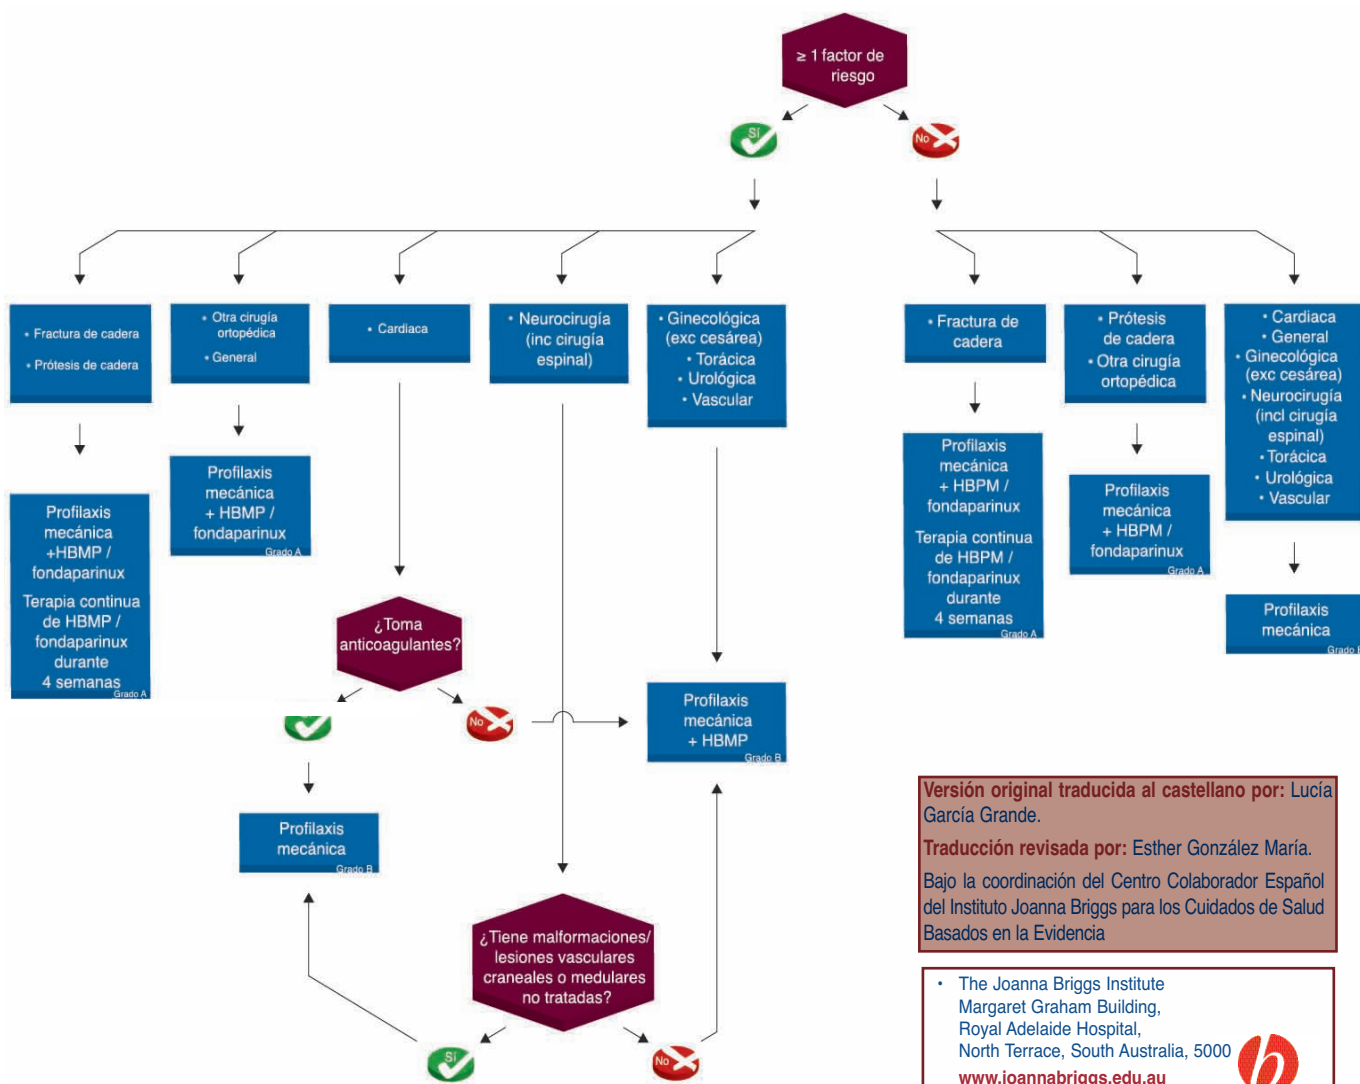 ≥ 1 factor de
riesgo
Sí
No
• Fractura de cadera
• Prótesis de cadera
• Otra cirugía
ortopédica
• General
• Cardiaca
• Neurocirugía
(inc cirugía
espinal)
• Ginecológica
(exc cesárea)
• Torácica
• Urológica
• Vascular
• Fractura de
cadera
• Prótesis
de cadera
• Otra cirugía
ortopédica
• Cardiaca
• General
• Ginecológica
(exc cesárea)
• Neurocirugía
(incl cirugía
espinal)
• Torácica
• Urológica
• Vascular
Profilaxis
mecánica
+HBMP /
fondaparinux
Terapia continua
de HBMP /
fondaparinux
durante
4 semanas
Grado A
Profilaxis
mecánica
+ HBMP /
fondaparinux
Grado A
Profilaxis
mecánica
+ HBPM /
fondaparinux
Terapia continua
de HBPM /
fondaparinux
durante
4 semanas
Grado A
Profilaxis
mecánica
+ HBPM /
fondaparinux
Grado A
Profilaxis
mecánica
Grado
¿Toma
anticoagulantes?
No
Profilaxis
mecánica
+ HBMP
Grado B
Profilaxis
mecánica
Grado B
¿Tiene malformaciones/
lesiones vasculares
craneales o medulares
no tratadas?
Sí
No
Versión original traducida al castellano por: Lucía
García Grande.
Traducción revisada por: Esther González María.
Bajo la coordinación del Centro Colaborador Español
del Instituto Joanna Briggs para los Cuidados de Salud
Basados en la Evidencia
• The Joanna Briggs Institute
Margaret Graham Building,
Royal Adelaide Hospital,
North Terrace, South Australia, 5000
www.joannabriggs.edu.au